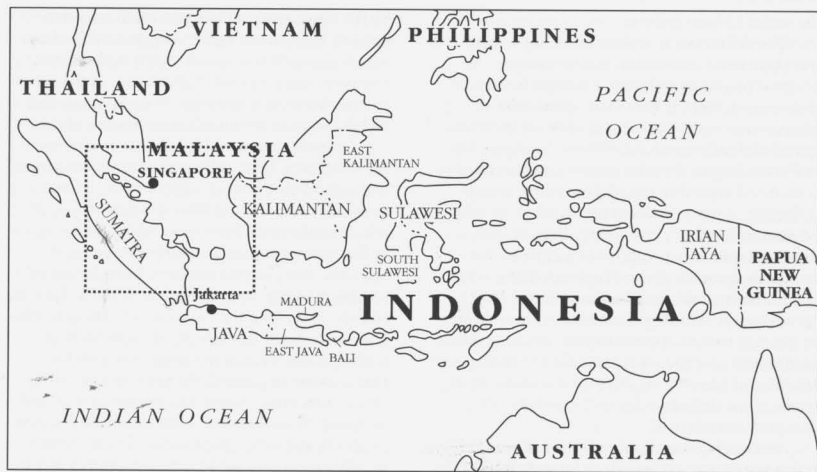 VIETNAM
PHILIPPINES
THAILAND
PACIFIC
OCEAN
MALAYSIA
SINGAPORE
EAST
KALIMANTAN
KALIMANTAN
SULAWESI
SUMATRA
SOUTH
SULAWESI
IRIAN
JAYA
PAPUA
NEW
GUINEA
Jakarta
MADURA
INDONESIA
JAVA
EAST JAVA
BALI
INDIAN OCEAN
AUSTRALIA